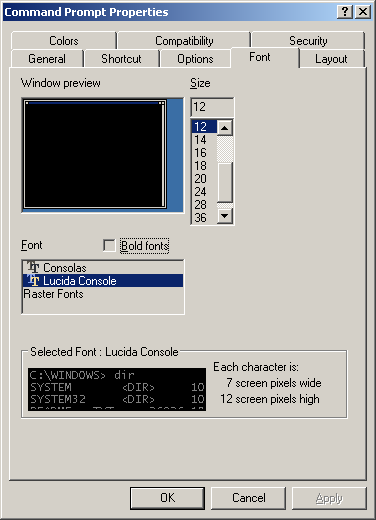 Command Prompt Properties
Colors Compatibility Security
General Shortcut Options Font Layout
Window preview Size
12
12
14
16
18
20
24
28
36
Font Bold fonts
Consolas
Lucida Console
Raster Fonts
Selected Font : Lucida Console
C:\WINDOWS> dir
SYSTEM <DIR> 10
SYSTEM32 <DIR> 10
Each character is:
7 screen pixels wide
12 screen pixels high
OK Cancel Apply